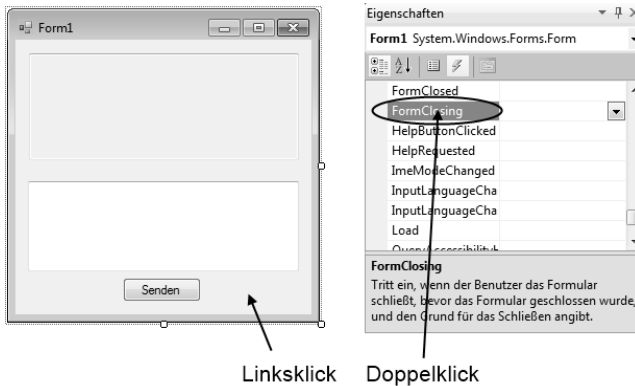 Form1
Senden
Linksklick
Eigenschaften
Form1 System.Windows.Forms.Form
FormClosed
FormClosing
HelpButtonClicked
HelpRequested
ImeModeChanged
InputLanguageCha
InputLanguageCha
Load
FormClosing
Tritt ein, wenn der Benutzer das Formular
schließt, bevor das Formular geschlossen wurde,
und den Grund für das Schließen angibt.
Doppelklick